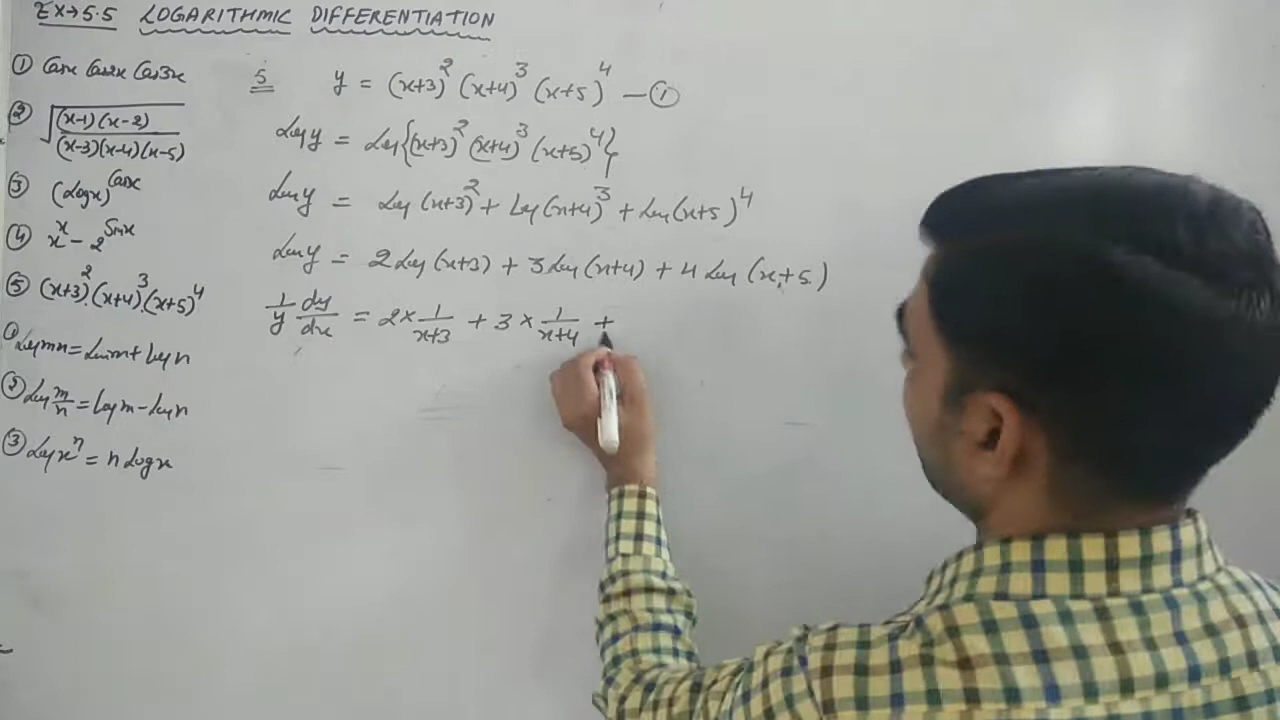 EX→5.5 LOGARITHMIC DIFFERENTIATION
① Cosx Cos2x Cos3x
② √((x-1)(x-2)/(x-3)(x-4)(x-5))
③ (Logx)^Cosx
④ x^x - 2^Sinx
⑤ (x+3)²(x+4)³(x+5)⁴
① Log mn = Log m + Log n
② Log m/n = Log m - Log n
③ Log x^n = n Log x
5 y = (x+3)² (x+4)³ (x+5)⁴ —①
Log y = Log{(x+3)² (x+4)³ (x+5)⁴}
Log y = Log (x+3)² + Log (x+4)³ + Log (x+5)⁴
Log y = 2 Log (x+3) + 3 Log (x+4) + 4 Log (x+5)
1/y dy/dx = 2 × 1/x+3 + 3 × 1/x+4 +